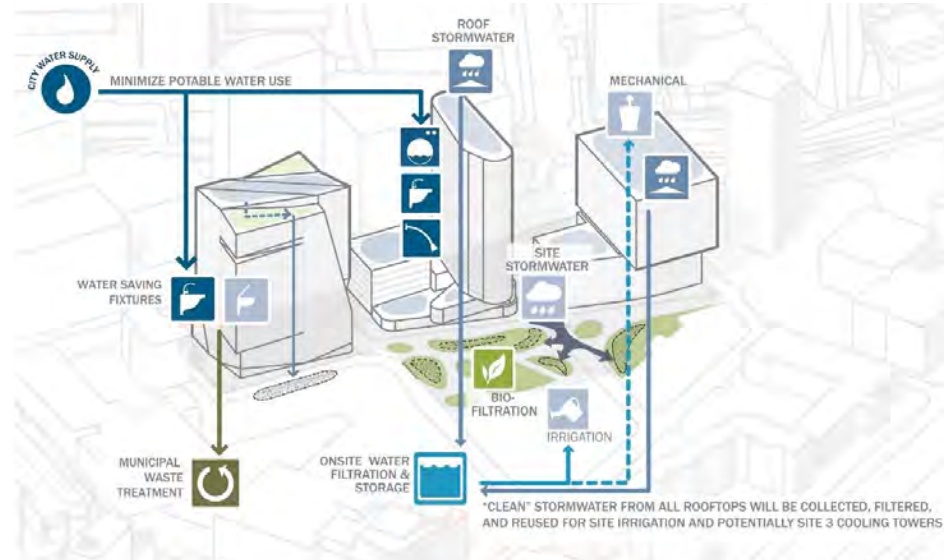 ROOF
STORMWATER
CITY WATER SUPPLY
MINIMIZE POTABLE WATER USE
MECHANICAL
SITE
STORMWATER
WATER SAVING
FIXTURES
BIO-
FILTRATION
IRRIGATION
MUNICIPAL
WASTE
TREATMENT
ONSITE WATER
FILTRATION &
STORAGE
"CLEAN" STORMWATER FROM ALL ROOFTOPS WILL BE COLLECTED, FILTERED,
AND REUSED FOR SITE IRRIGATION AND POTENTIALLY SITE 3 COOLING TOWERS